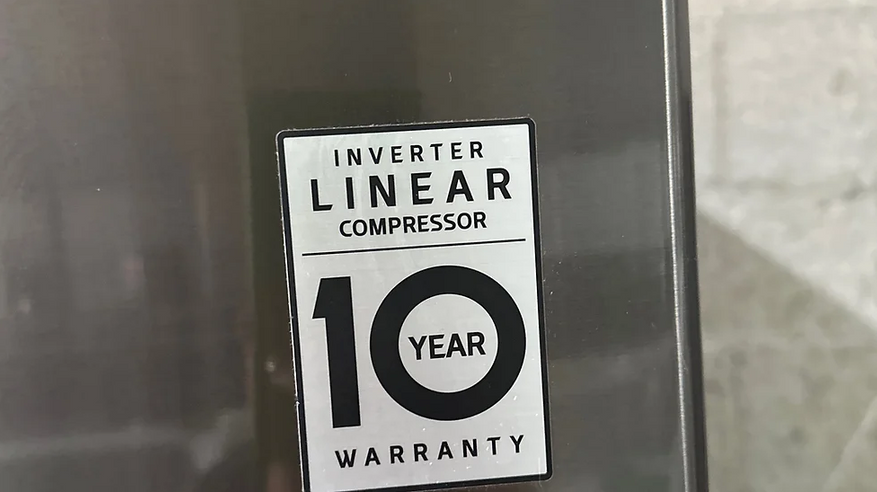 INVERTER
LINEAR
COMPRESSOR
10
YEAR
WARRANTY